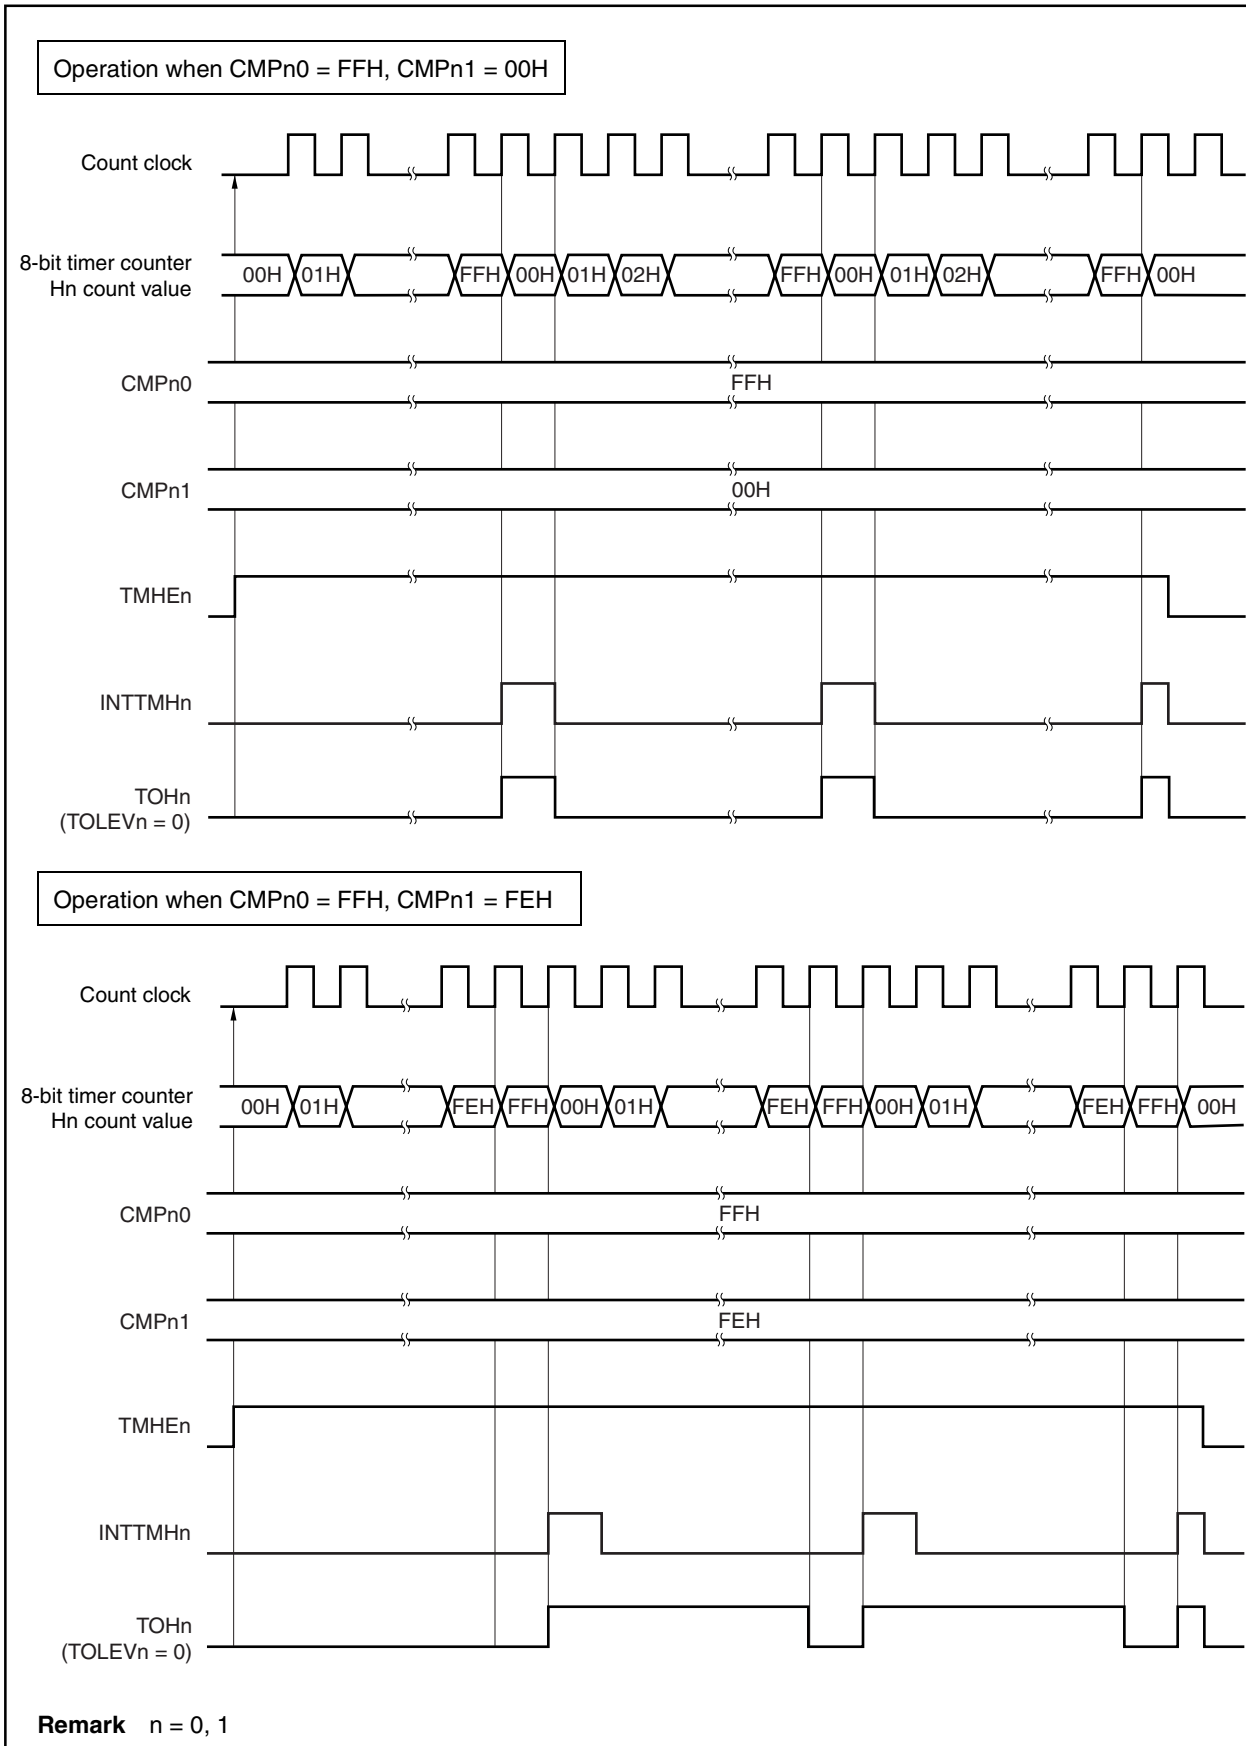 Operation when CMPn0 = FFH, CMPn1 = 00H
Count clock
8-bit timer counter
Hn count value
00H 01H FFH 00H 01H 02H FFH 00H 01H 02H FFH 00H
CMPn0
FFH
CMPn1
00H
TMHEn
INTTMHn
TOHn
(TOLEVn = 0)
Operation when CMPn0 = FFH, CMPn1 = FEH
Count clock
8-bit timer counter
Hn count value
00H 01H FEH FFH 00H 01H FEH FFH 00H 01H FEH FFH 00H
CMPn0
FFH
CMPn1
FEH
TMHEn
INTTMHn
TOHn
(TOLEVn = 0)
Remark n = 0, 1